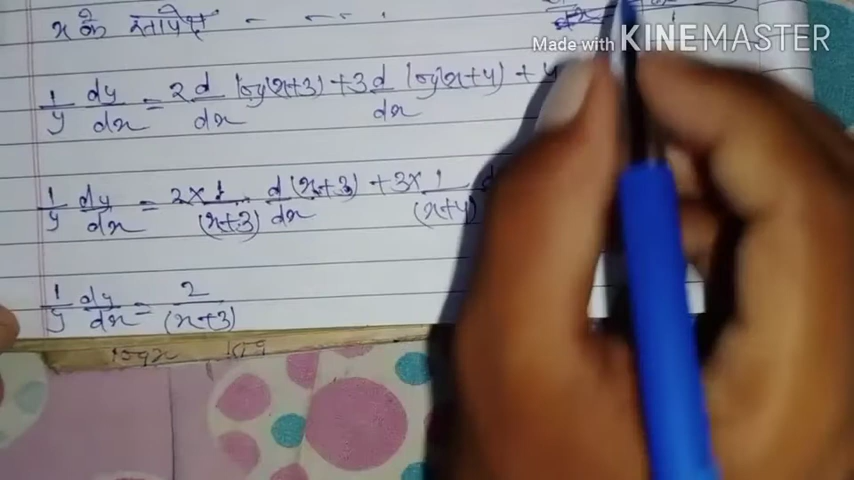 x के सापेक्ष - - - - .
Made with KINEMASTER
1/y dy/dx = 2 d/dx log(x+3) + 3 d/dx log(x+4) + 4
1/y dy/dx = 2×1/(x+3) d/dx (x+3) + 3×1/(x+4) d
1/y dy/dx = 2/(x+3)